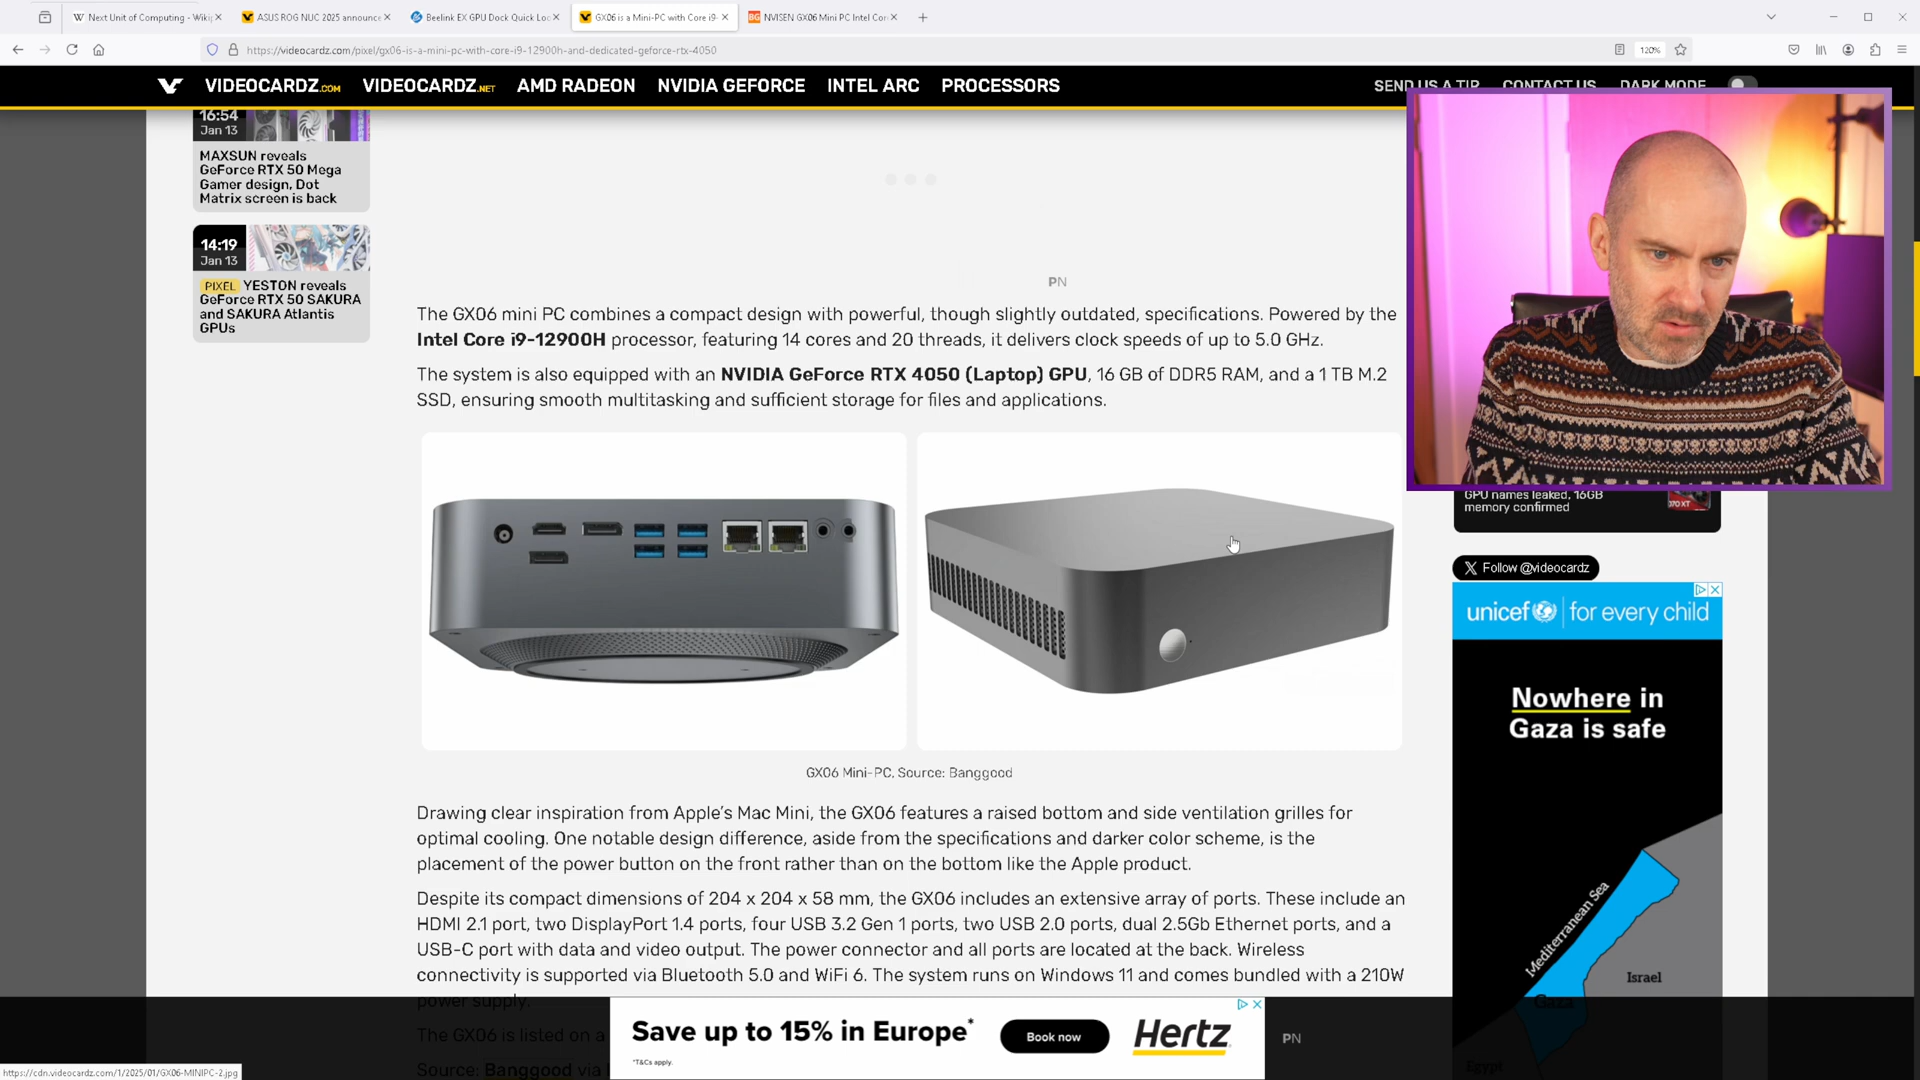 Next Unit of Computing - Wiki
ASUS ROG NUC 2025 announce
Beelink EX GPU Dock Quick Lo
GX06 is a Mini-PC with Core i9-
BG NVISEN GX06 Mini PC Intel Cor
https://videocardz.com/pixel/gx06-is-a-mini-pc-with-core-i9-12900h-and-dedicated-geforce-rtx-4050
120%
VIDEOCARDZ.COM VIDEOCARDZ.NET AMD RADEON NVIDIA GEFORCE INTEL ARC PROCESSORS SEND US A TIP CONTACT US DARK MODE
16:54
Jan 13
MAXSUN reveals
GeForce RTX 50 Mega
Gamer design, Dot
Matrix screen is back
14:19
Jan 13
PIXEL YESTON reveals
GeForce RTX 50 SAKURA
and SAKURA Atlantis
GPUs
PN
The GX06 mini PC combines a compact design with powerful, though slightly outdated, specifications. Powered by the
Intel Core i9-12900H processor, featuring 14 cores and 20 threads, it delivers clock speeds of up to 5.0 GHz.
The system is also equipped with an NVIDIA GeForce RTX 4050 (Laptop) GPU, 16 GB of DDR5 RAM, and a 1 TB M.2
SSD, ensuring smooth multitasking and sufficient storage for files and applications.
GX06 Mini-PC, Source: Banggood
Drawing clear inspiration from Apple's Mac Mini, the GX06 features a raised bottom and side ventilation grilles for
optimal cooling. One notable design difference, aside from the specifications and darker color scheme, is the
placement of the power button on the front rather than on the bottom like the Apple product.
Despite its compact dimensions of 204 x 204 x 58 mm, the GX06 includes an extensive array of ports. These include an
HDMI 2.1 port, two DisplayPort 1.4 ports, four USB 3.2 Gen 1 ports, two USB 2.0 ports, dual 2.5Gb Ethernet ports, and a
USB-C port with data and video output. The power connector and all ports are located at the back. Wireless
connectivity is supported via Bluetooth 5.0 and WiFi 6. The system runs on Windows 11 and comes bundled with a 210W
power supply.
The GX06 is listed on a
Source: Banggood via
GPU names leaked, 16GB
memory confirmed
Follow @videocardz
unicef for every child
Nowhere in
Gaza is safe
Mediterranean Sea
Israel
Gaza
Egypt
Save up to 15% in Europe*
*T&Cs apply.
Book now
Hertz
PN
https://cdn.videocardz.com/1/2025/01/GX06-MINIPC-2.jpg